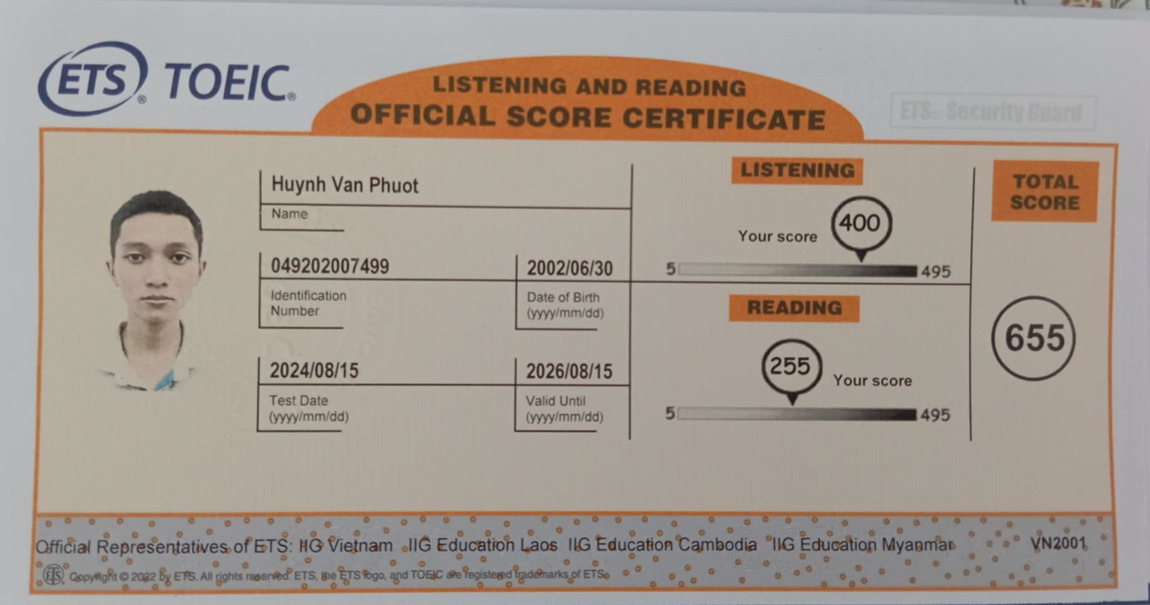 ETS® TOEIC®
LISTENING AND READING
OFFICIAL SCORE CERTIFICATE
ETS® Security Guard
Huynh Van Phuot
Name
049202007499
Identification
Number
2002/06/30
Date of Birth
(yyyy/mm/dd)
2024/08/15
Test Date
(yyyy/mm/dd)
2026/08/15
Valid Until
(yyyy/mm/dd)
LISTENING
Your score
400
5 495
READING
255
Your score
5 495
TOTAL
SCORE
655
Official Representatives of ETS: IIG Vietnam IIG Education Laos IIG Education Cambodia IIG Education Myanmar VN2001
ETS Copyright © 2022 by ETS. All rights reserved. ETS, the ETS logo, and TOEIC are registered trademarks of ETS.